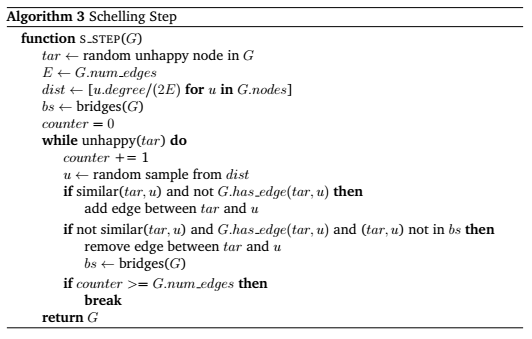 Algorithm 3 Schelling Step
function S_STEP(G)
tar ← random unhappy node in G
E ← G.num_edges
dist ← [u.degree/(2E) for u in G.nodes]
bs ← bridges(G)
counter = 0
while unhappy(tar) do
counter += 1
u ← random sample from dist
if similar(tar, u) and not G.has_edge(tar, u) then
add edge between tar and u
if not similar(tar, u) and G.has_edge(tar, u) and (tar, u) not in bs then
remove edge between tar and u
bs ← bridges(G)
if counter >= G.num_edges then
break
return G